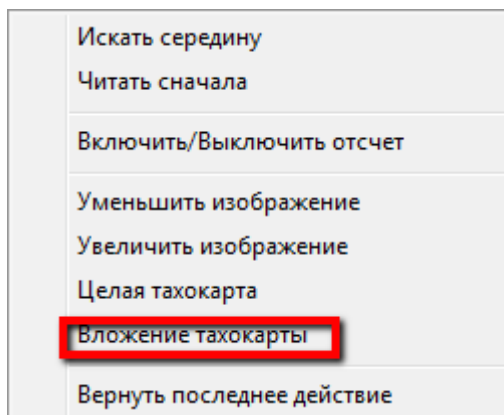 Искать середину
Читать сначала
Включить/Выключить отсчет
Уменьшить изображение
Увеличить изображение
Целая тахокарта
Вложение тахокарты
Вернуть последнее действие